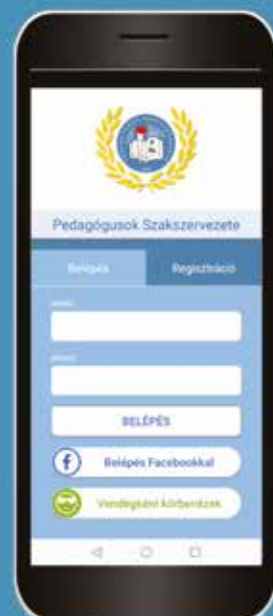 Pedagógusok Szakszervezete
Belépés
Regisztráció
BELÉPÉS
f
Belépés Facebookkal
Vendégként körbenézek